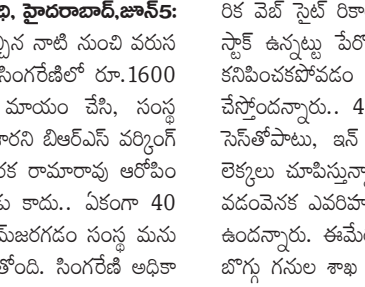 ధి, హైదరాబాద్,జూన్5:
చ్చిన నాటి నుంచి వరుస
సింగరేణిలో రూ.1600
మాయం చేసి, సంస్థ
ారని బిఆర్ఎస్ వర్కింగ్
రక రామారావు ఆరోపిం
కాదు.. ఏకంగా 40
జరగడం సంస్థ మను
తోంది. సింగరేణి అధికా
రిక వెబ్ సైట్ రికా
స్టాక్ ఉన్నట్టు పేరో
కనిపించకపోవడం
చేస్తోందన్నారు.. 4
సెస్‌తోపాటు, ఇన్
లెక్కలు చూపిస్తున్నా
వడంవెనక ఎవరిహ
ఉందన్నారు. ఈమే
బొగ్గు గనుల శాఖ